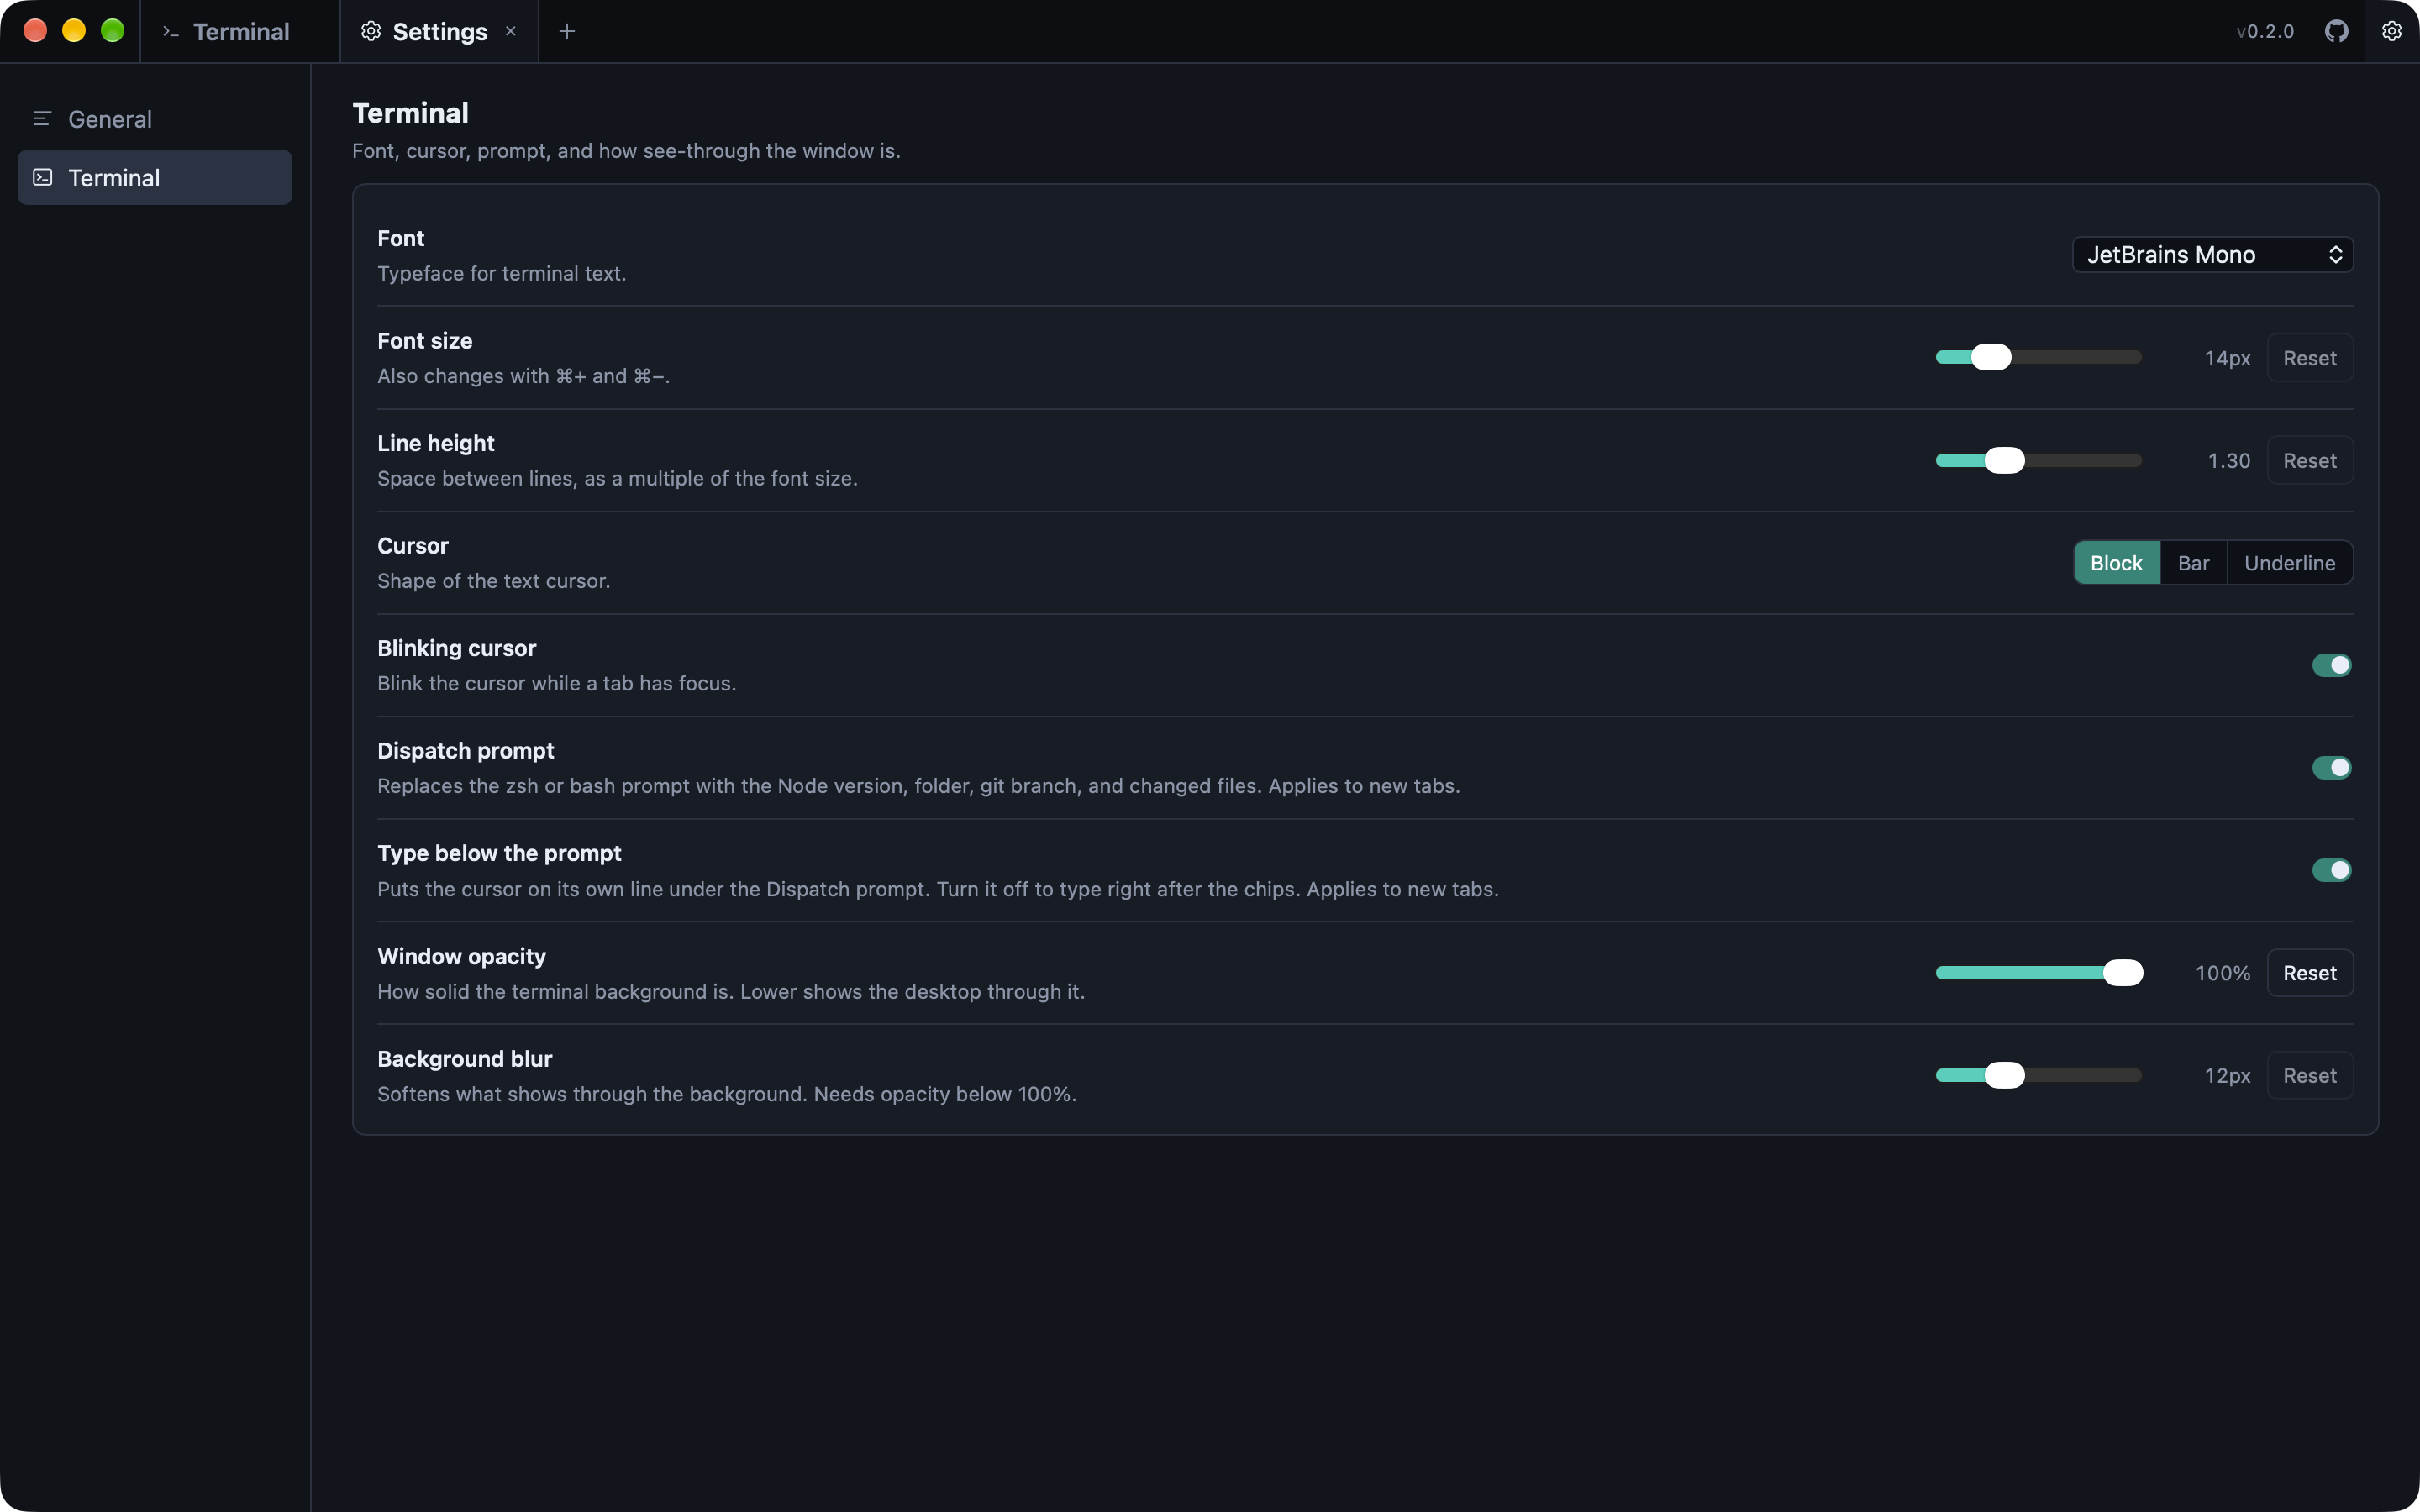 Terminal
Settings
v0.2.0
General
Terminal
Terminal
Font, cursor, prompt, and how see-through the window is.
Font
Typeface for terminal text.
JetBrains Mono
Font size
Also changes with ⌘+ and ⌘−.
14px
Reset
Line height
Space between lines, as a multiple of the font size.
1.30
Reset
Cursor
Shape of the text cursor.
Block
Bar
Underline
Blinking cursor
Blink the cursor while a tab has focus.
Dispatch prompt
Replaces the zsh or bash prompt with the Node version, folder, git branch, and changed files. Applies to new tabs.
Type below the prompt
Puts the cursor on its own line under the Dispatch prompt. Turn it off to type right after the chips. Applies to new tabs.
Window opacity
How solid the terminal background is. Lower shows the desktop through it.
100%
Reset
Background blur
Softens what shows through the background. Needs opacity below 100%.
12px
Reset